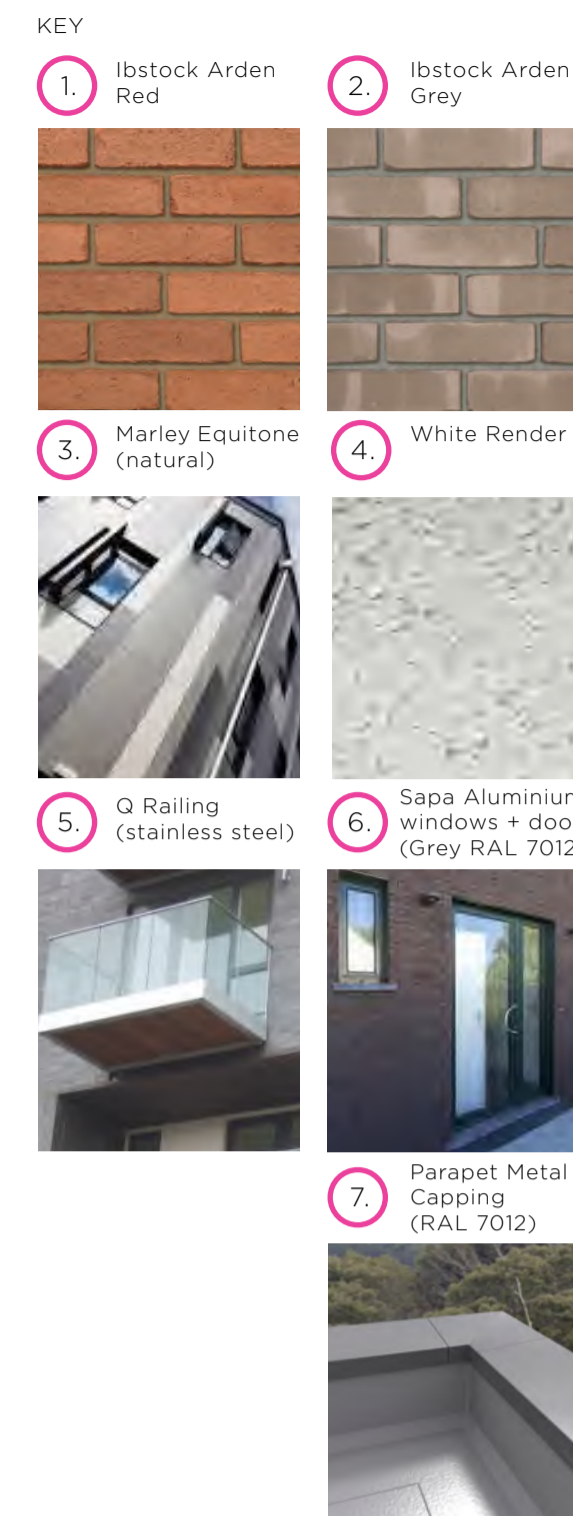 KEY
1. Ibstock Arden
Red
2. Ibstock Arden
Grey
3. Marley Equitone
(natural)
4. White Render
5. Q Railing
(stainless steel)
6. Sapa Aluminiu
windows + doo
(Grey RAL 7012
7. Parapet Metal
Capping
(RAL 7012)